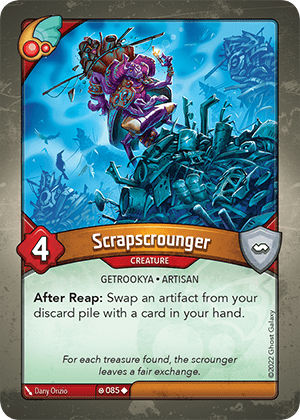 Scrapscrounger
CREATURE
4
GETROOKYA • ARTISAN
After Reap: Swap an artifact from your
discard pile with a card in your hand.
For each treasure found, the scrounger
leaves a fair exchange.
Dany Orizio
085
©2022 Ghost Galaxy